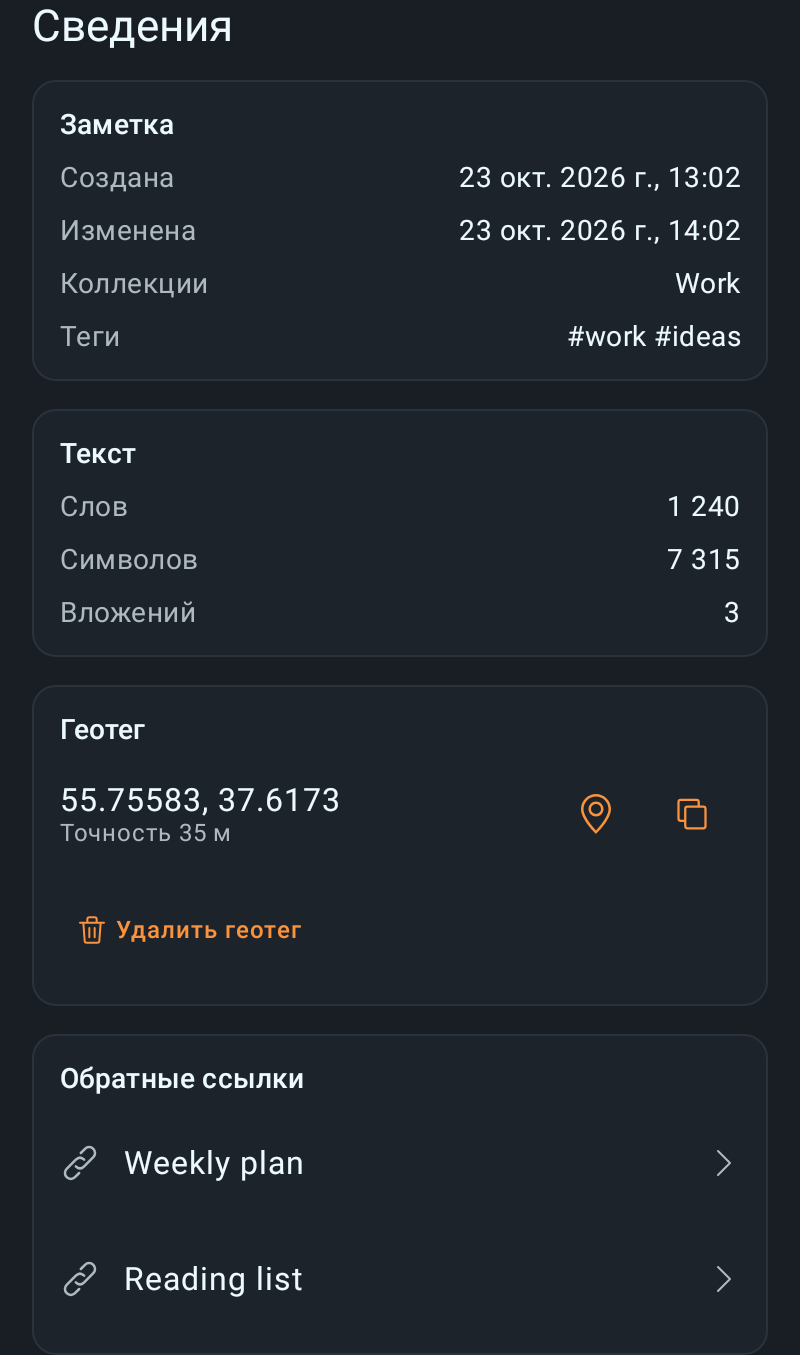 Сведения
Заметка
Создана 23 окт. 2026 г., 13:02
Изменена 23 окт. 2026 г., 14:02
Коллекции Work
Теги #work #ideas
Текст
Слов 1 240
Символов 7 315
Вложений 3
Геотег
55.75583, 37.6173
Точность 35 м
Удалить геотег
Обратные ссылки
Weekly plan
Reading list